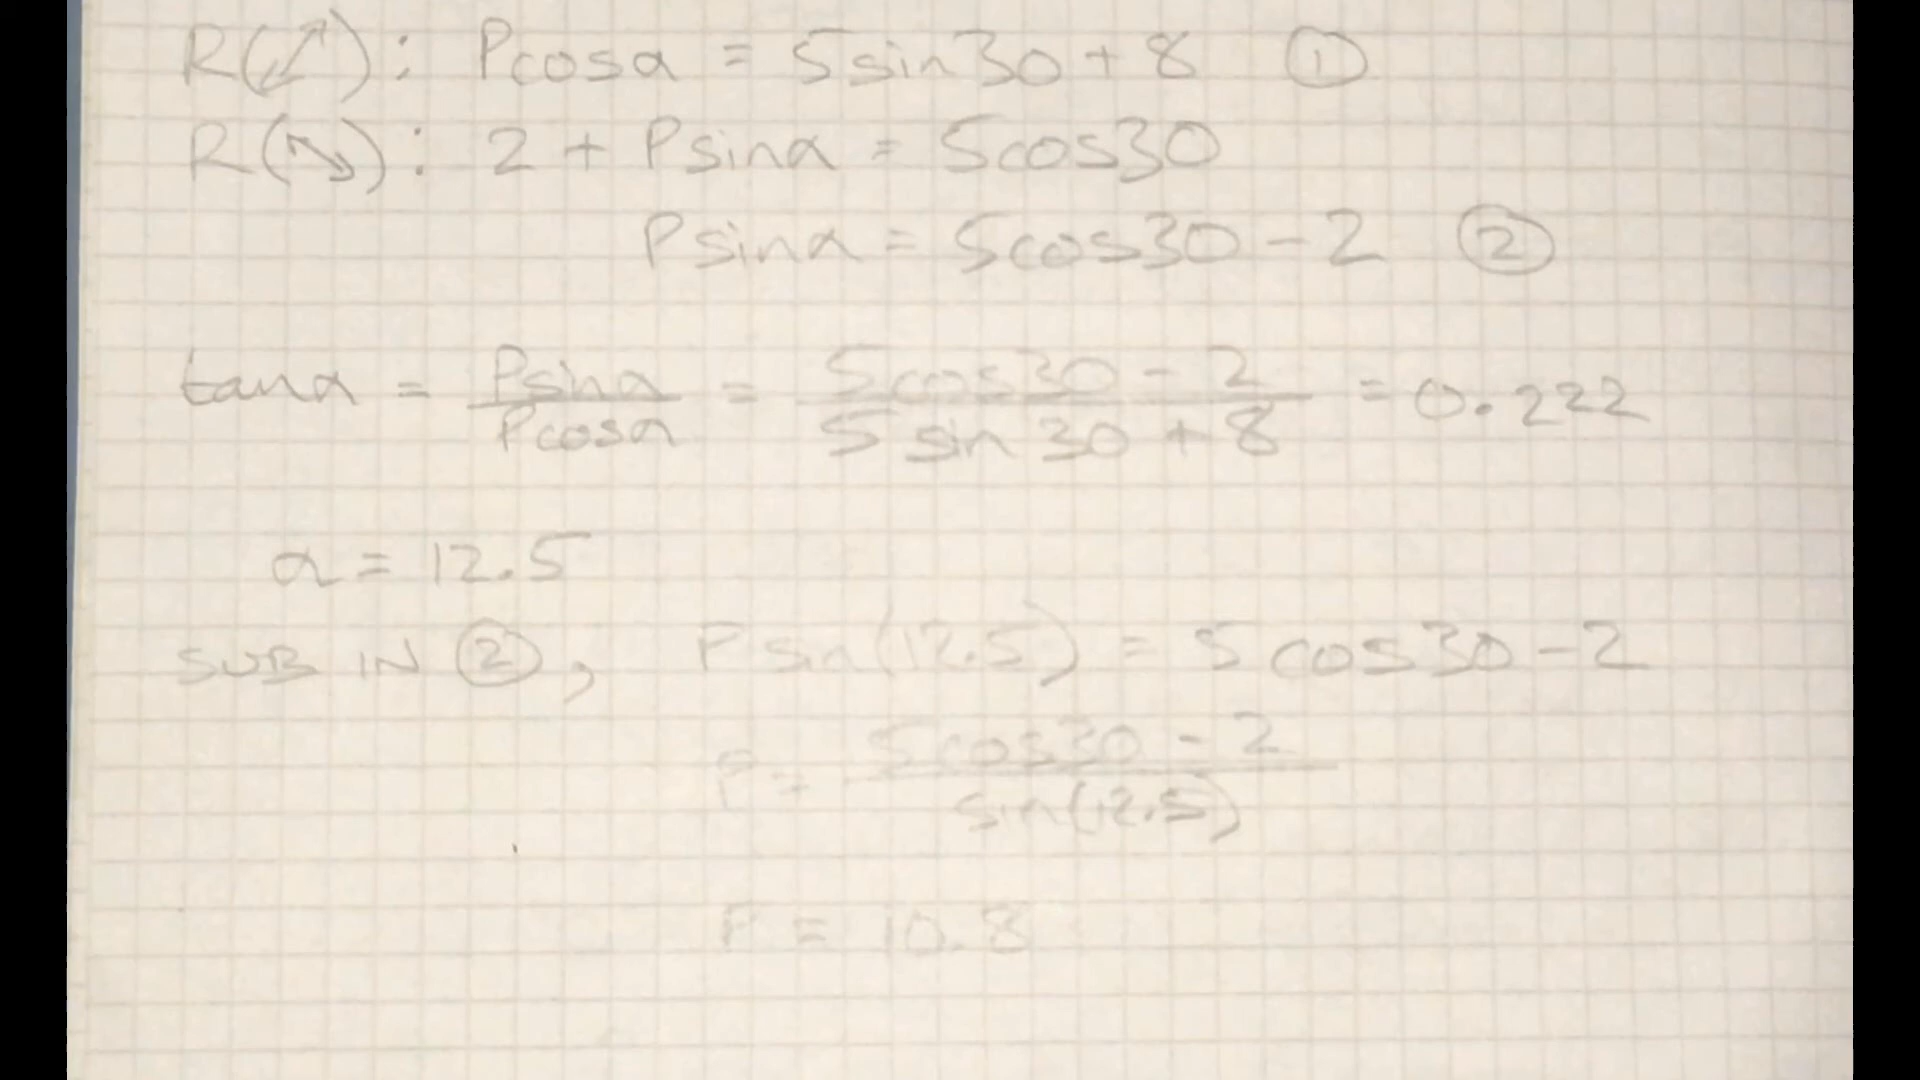 R(↗): Pcosα = 5sin30 + 8 ①
R(↘): 2 + Psinα = 5cos30
Psinα = 5cos30 - 2 ②
tanα = Psinα/Pcosα = (5cos30 - 2)/(5sin30 + 8) = 0.222
α = 12.5
SUB IN ②, Psin(12.5) = 5cos30 - 2
P = (5cos30 - 2)/sin(12.5)
P = 10.8